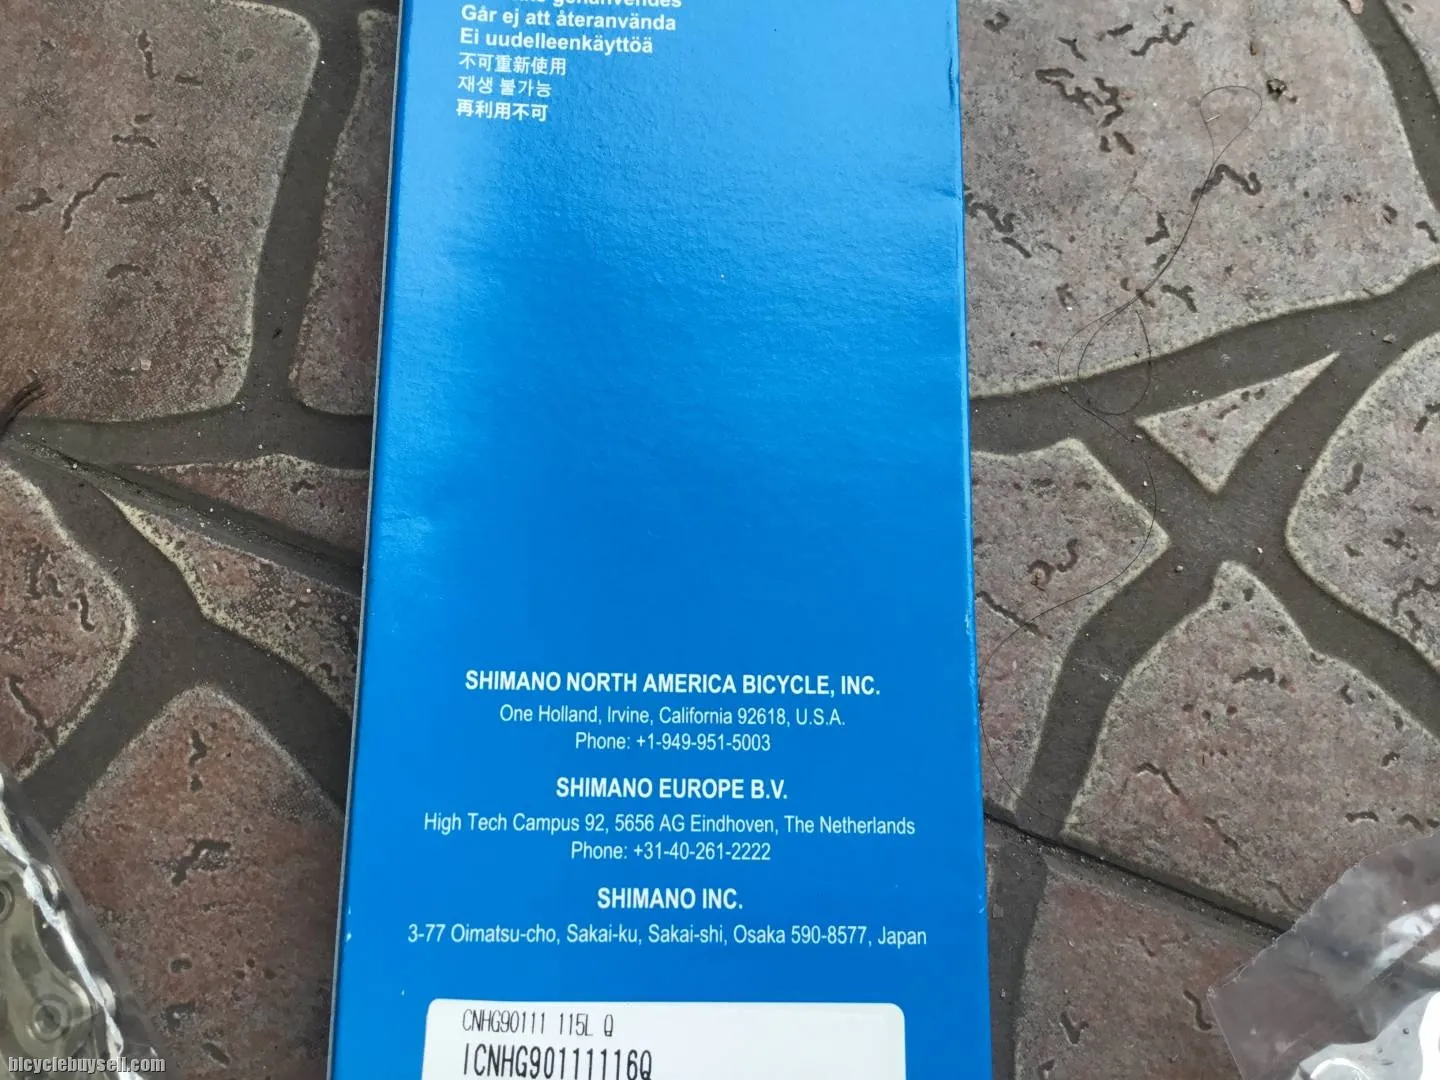 Går ej att återanvända
Ei uudelleenkäyttöä
不可重新使用
재생 불가능
再利用不可
SHIMANO NORTH AMERICA BICYCLE, INC.
One Holland, Irvine, California 92618, U.S.A.
Phone: +1-949-951-5003
SHIMANO EUROPE B.V.
High Tech Campus 92, 5656 AG Eindhoven, The Netherlands
Phone: +31-40-261-2222
SHIMANO INC.
3-77 Oimatsu-cho, Sakai-ku, Sakai-shi, Osaka 590-8577, Japan
CNHG90111 115L Q
ICNHG90111116Q
bicyclebuysell.com